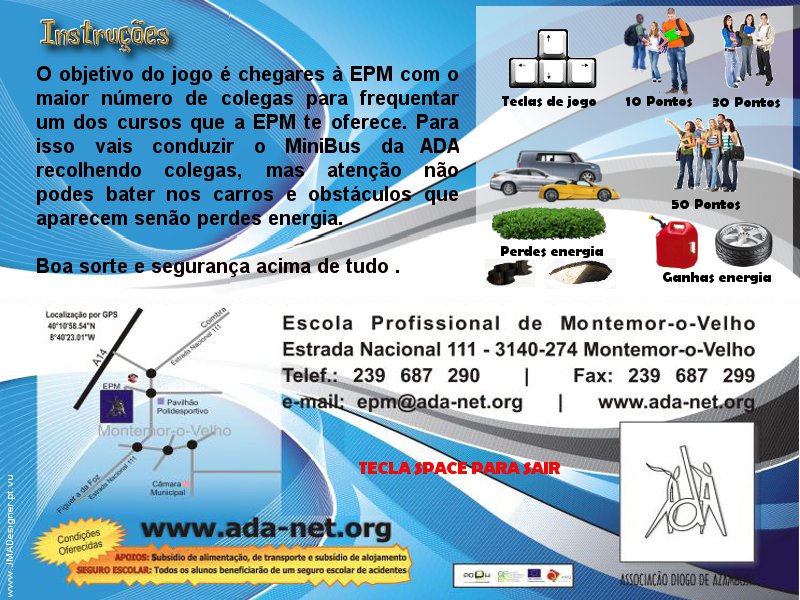 Instruções
O objetivo do jogo é chegares à EPM com o
maior número de colegas para frequentar
um dos cursos que a EPM te oferece. Para
isso vais conduzir o MiniBus da ADA
recolhendo colegas, mas atenção não
podes bater nos carros e obstáculos que
aparecem senão perdes energia.
Boa sorte e segurança acima de tudo .
Teclas de jogo
10 Pontos
30 Pontos
50 Pontos
Perdes energia
Ganhas energia
Localização por GPS
40°10'58.54"N
8°40'23.01"W
A14
Coimbra
Estrada Nacional 111
EPM
Pavilhão
Polidesportivo
Montemor-o-Velho
Figueira da Foz
Estrada Nacional 111
Câmara
Municipal
Escola Profissional de Montemor-o-Velho
Estrada Nacional 111 - 3140-274 Montemor-o-Velho
Telef.: 239 687 290 | Fax: 239 687 299
e-mail: epm@ada-net.org | www.ada-net.org
TECLA SPACE PARA SAIR
www.ada-net.org
Condições
Oferecidas
APOIOS: Subsídio de alimentação, de transporte e subsídio de alojamento
SEGURO ESCOLAR: Todos os alunos beneficiarão de um seguro escolar de acidentes
ASSOCIAÇÃO DIOGO DE AZAMBUJA
www.JMADesigner.pt.vu